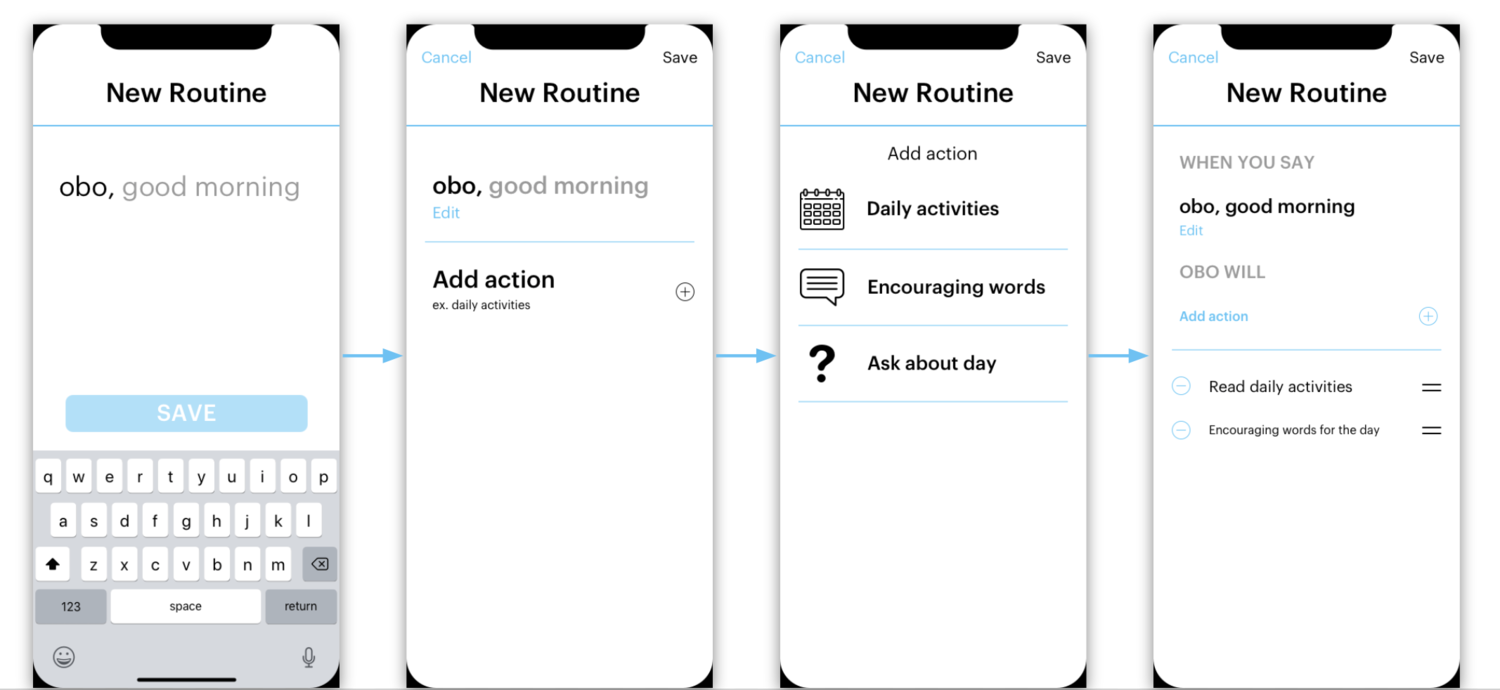 New Routine
obo, good morning
SAVE
q w e r t y u i o p
a s d f g h j k l
z x c v b n m
123 space return
Cancel Save
New Routine
obo, good morning
Edit
Add action
ex. daily activities
Cancel Save
New Routine
Add action
Daily activities
Encouraging words
? Ask about day
Cancel Save
New Routine
WHEN YOU SAY
obo, good morning
Edit
OBO WILL
Add action
Read daily activities
Encouraging words for the day